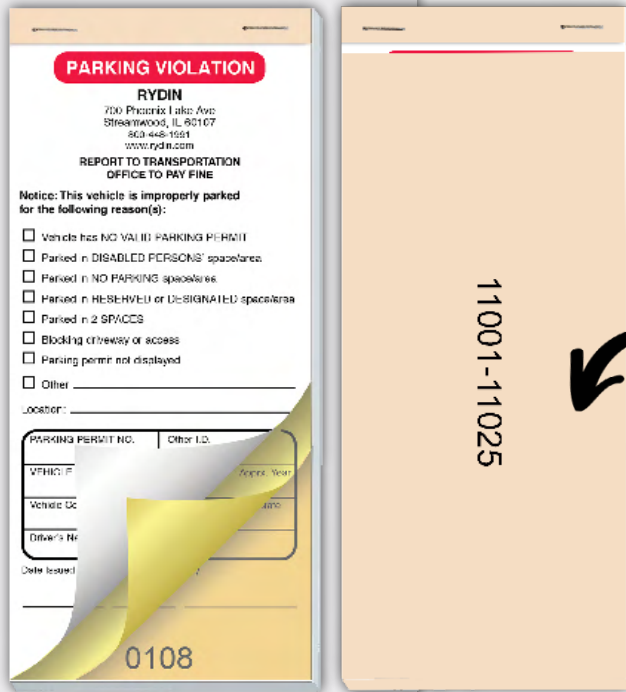 PARKING VIOLATION
RYDIN
700 Phoenix Lake Ave
Streamwood, IL 60107
800-448-1991
www.rydin.com
REPORT TO TRANSPORTATION
OFFICE TO PAY FINE
Notice: This vehicle is improperly parked
for the following reason(s):
Vehicle has NO VALID PARKING PERMIT
Parked in DISABLED PERSONS' space/area
Parked in NO PARKING space/area
Parked in RESERVED or DESIGNATED space/area
Parked in 2 SPACES
Blocking driveway or access
Parking permit not displayed
Other
Location:
PARKING PERMIT NO. Other I.D.
VEHICLE Year
Vehicle
Driver's
Date Issued
0108
11001-11025